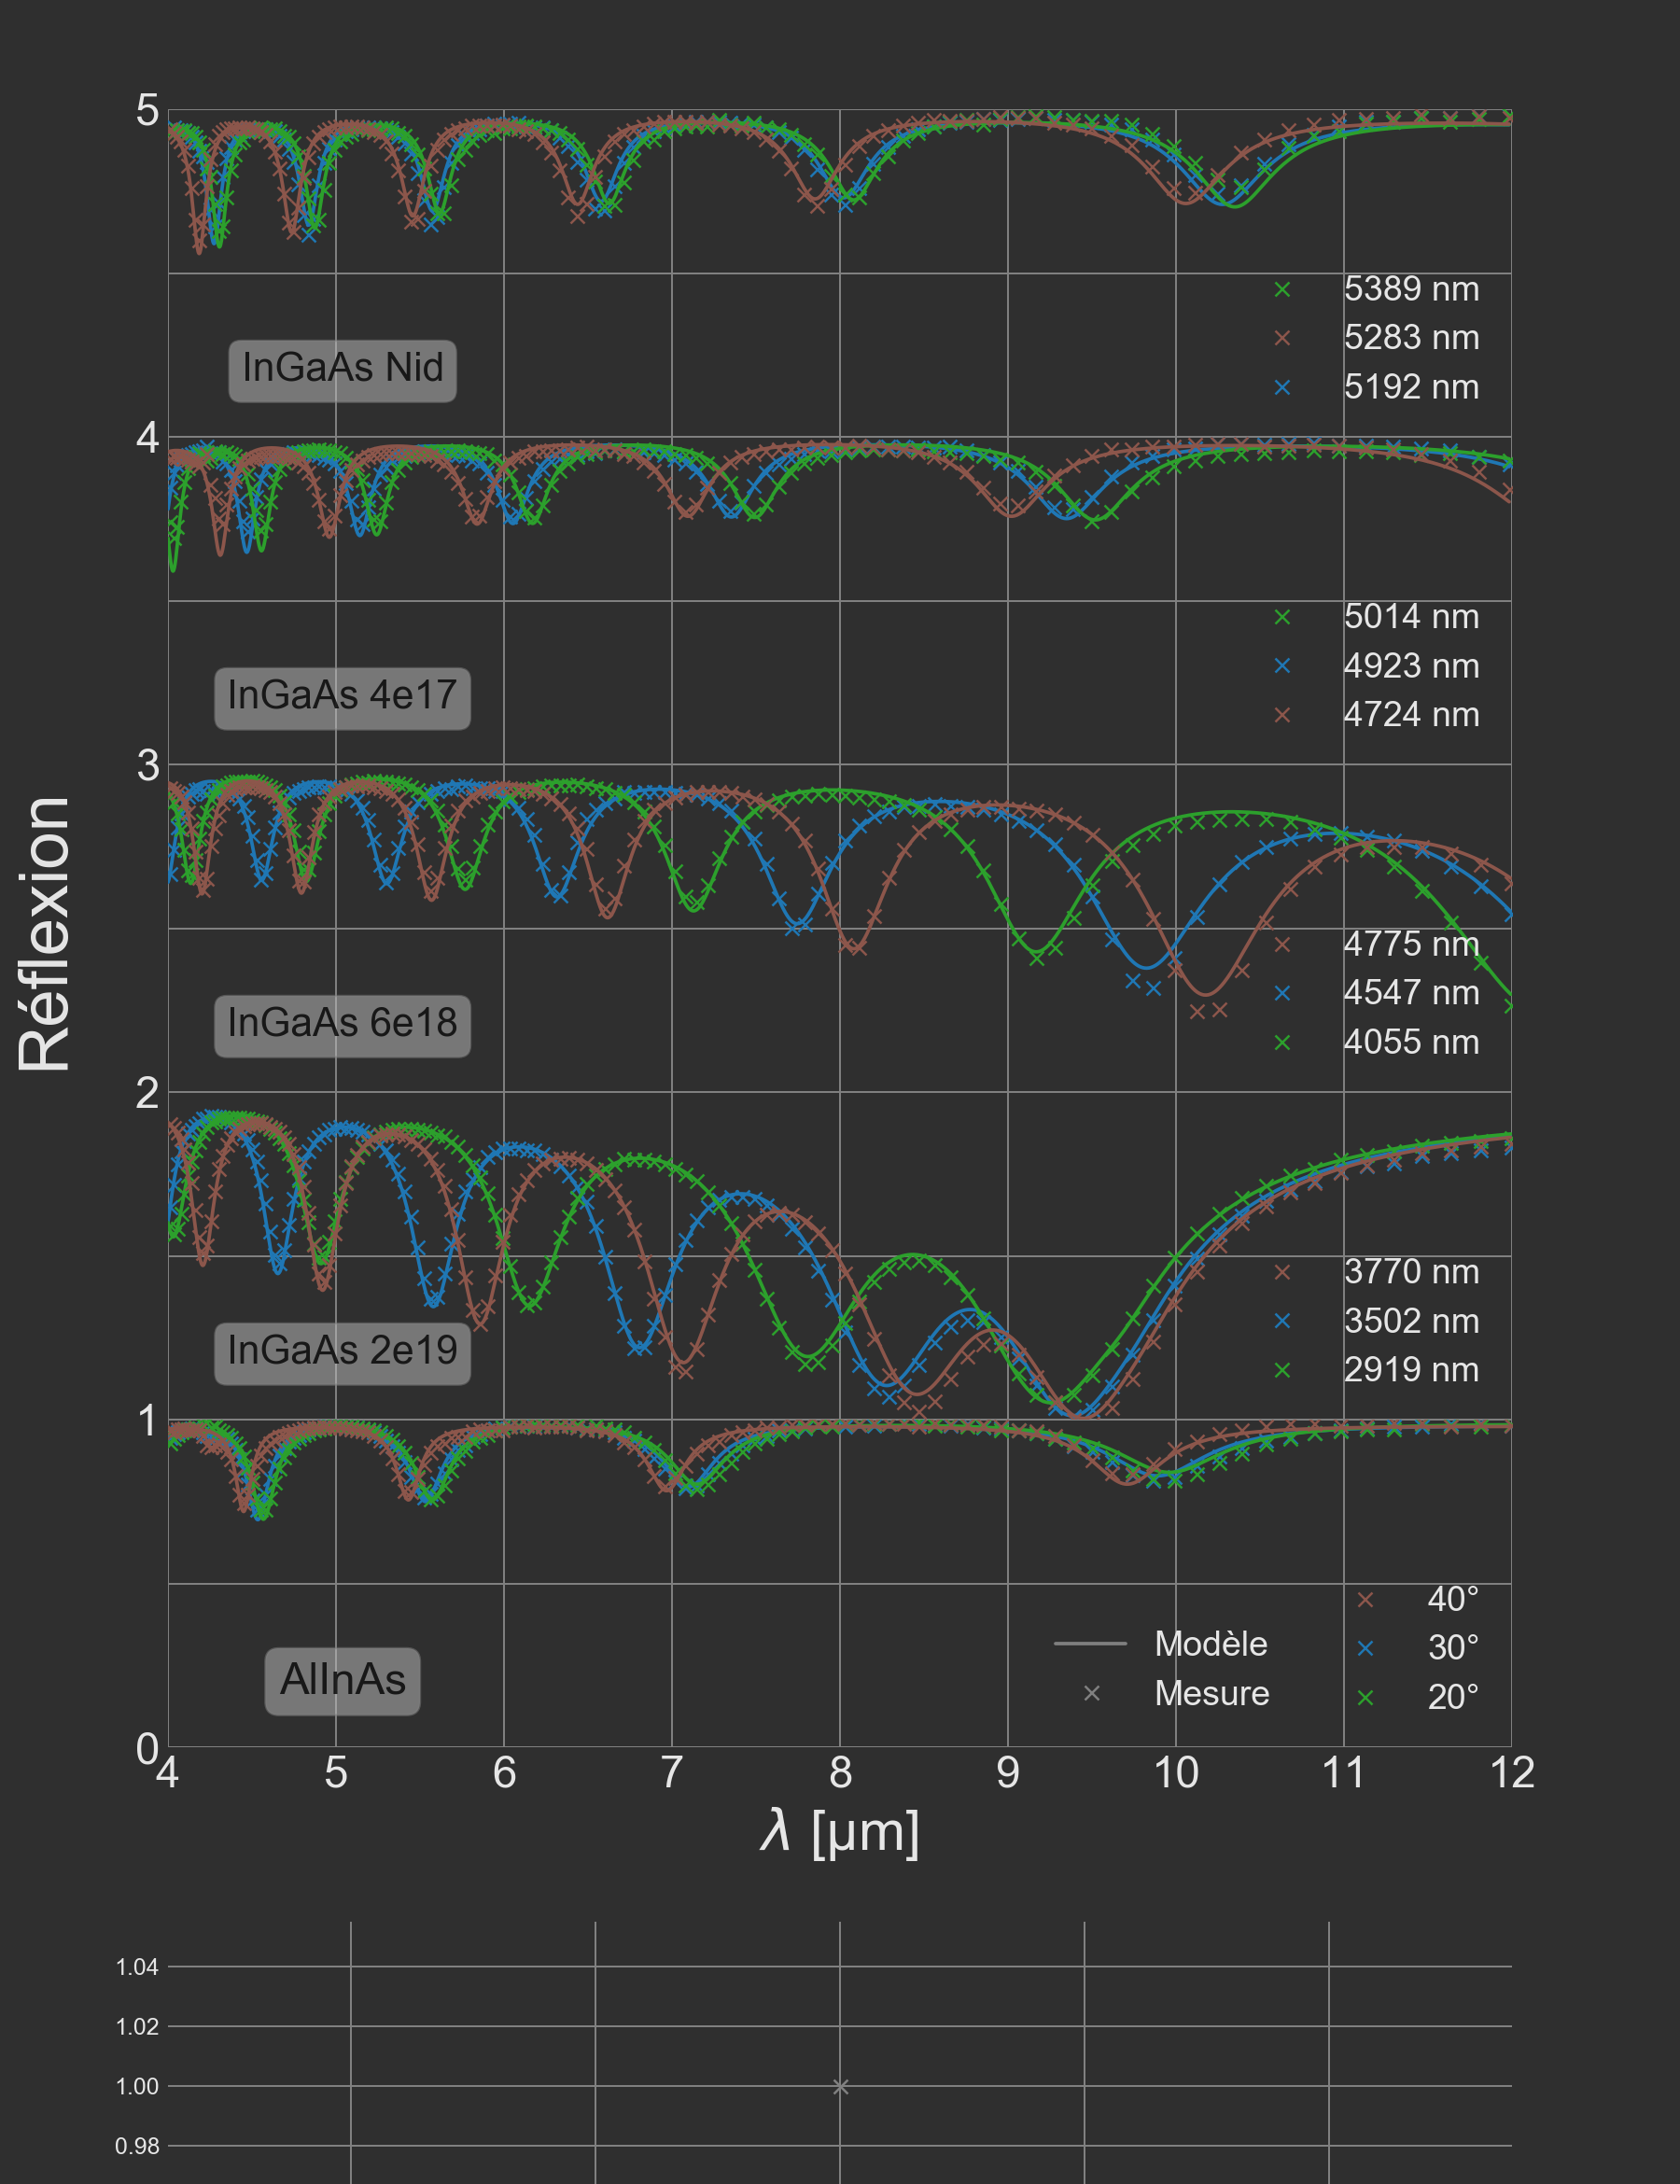 5
5389 nm
5283 nm
InGaAs Nid
5192 nm
4
5014 nm
4923 nm
InGaAs 4e17
4724 nm
3
4775 nm
4547 nm
InGaAs 6e18
4055 nm
Réflexion
2
3770 nm
3502 nm
InGaAs 2e19
2919 nm
1
40°
Modèle
30°
AlInAs
Mesure
20°
0
4 5 6 7 8 9 10 11 12
λ [µm]
1.04
1.02
1.00
0.98